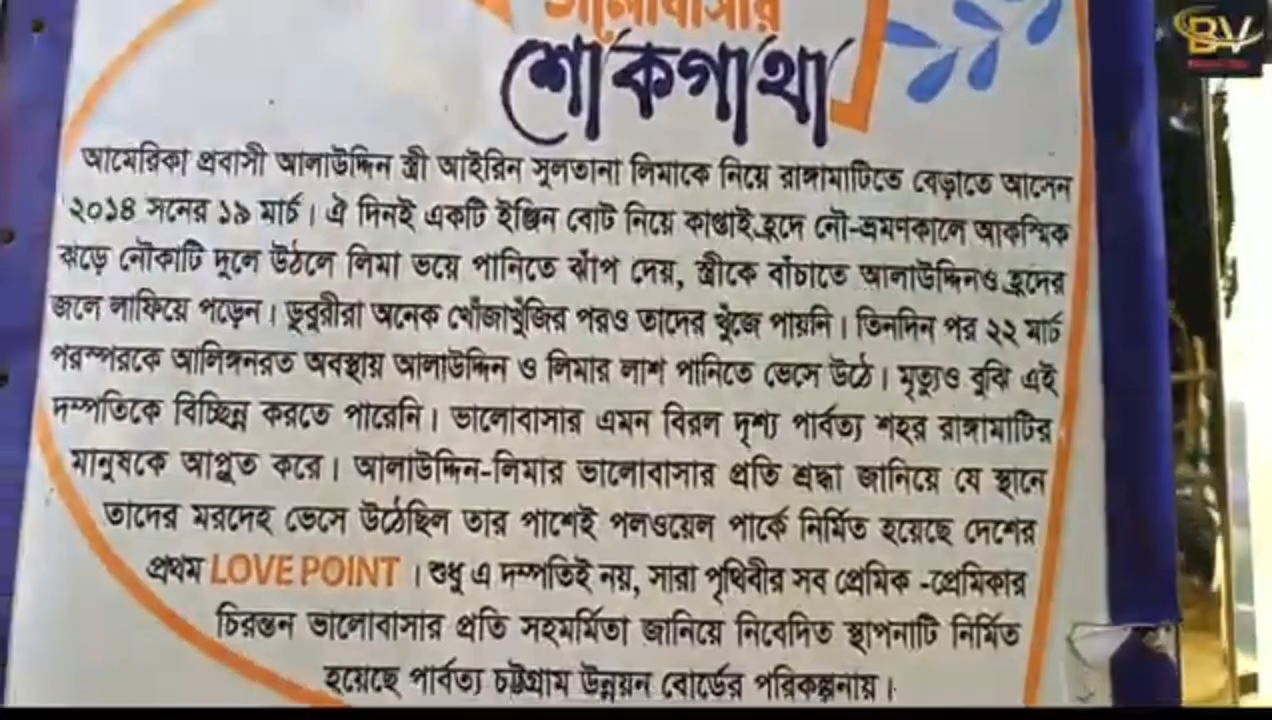 ভালোবাসার
শোকগাথা
BV
আমেরিকা প্রবাসী আলাউদ্দিন স্ত্রী আইরিন সুলতানা লিমাকে নিয়ে রাঙ্গামাটিতে বেড়াতে আসেন
২০১৪ সনের ১৯ মার্চ। ঐ দিনই একটি ইঞ্জিন বোট নিয়ে কাপ্তাই হ্রদে নৌ-ভ্রমণকালে আকস্মিক
ঝড়ে নৌকাটি দুলে উঠলে লিমা ভয়ে পানিতে ঝাঁপ দেয়, স্ত্রীকে বাঁচাতে আলাউদ্দিনও হ্রদের
জলে লাফিয়ে পড়েন। ডুবুরীরা অনেক খোঁজাখুঁজির পরও তাদের খুঁজে পায়নি। তিনদিন পর ২২ মার্চ
পরস্পরকে আলিঙ্গনরত অবস্থায় আলাউদ্দিন ও লিমার লাশ পানিতে ভেসে উঠে। মৃত্যুও বুঝি এই
দম্পতিকে বিচ্ছিন্ন করতে পারেনি। ভালোবাসার এমন বিরল দৃশ্য পার্বত্য শহর রাঙ্গামাটির
মানুষকে আপ্লুত করে। আলাউদ্দিন-লিমার ভালোবাসার প্রতি শ্রদ্ধা জানিয়ে যে স্থানে
তাদের মরদেহ ভেসে উঠেছিল তার পাশেই পলওয়েল পার্কে নির্মিত হয়েছে দেশের
প্রথম LOVE POINT । শুধু এ দম্পতিই নয়, সারা পৃথিবীর সব প্রেমিক -প্রেমিকার
চিরন্তন ভালোবাসার প্রতি সহমর্মিতা জানিয়ে নিবেদিত স্থাপনাটি নির্মিত
হয়েছে পার্বত্য চট্টগ্রাম উন্নয়ন বোর্ডের পরিকল্পনায়।